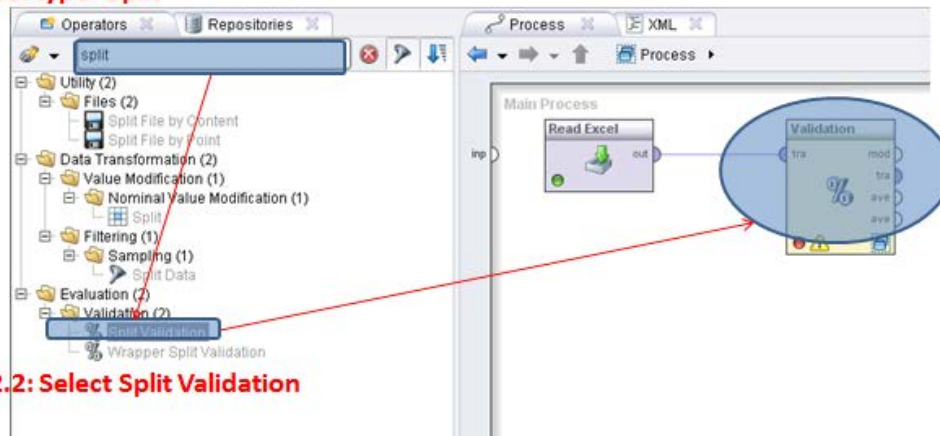 Operators Repositories
Process XML
split
Process
Utility (2)
Files (2)
Split File by Content
Split File by Point
Data Transformation (2)
Value Modification (1)
Nominal Value Modification (1)
Split
Filtering (1)
Sampling (1)
Split Data
Evaluation (2)
Validation (2)
Split Validation
Wrapper Split Validation
2.2: Select Split Validation
Main Process
Read Excel
inp
out
Validation
tra mod
tra
ave
ave